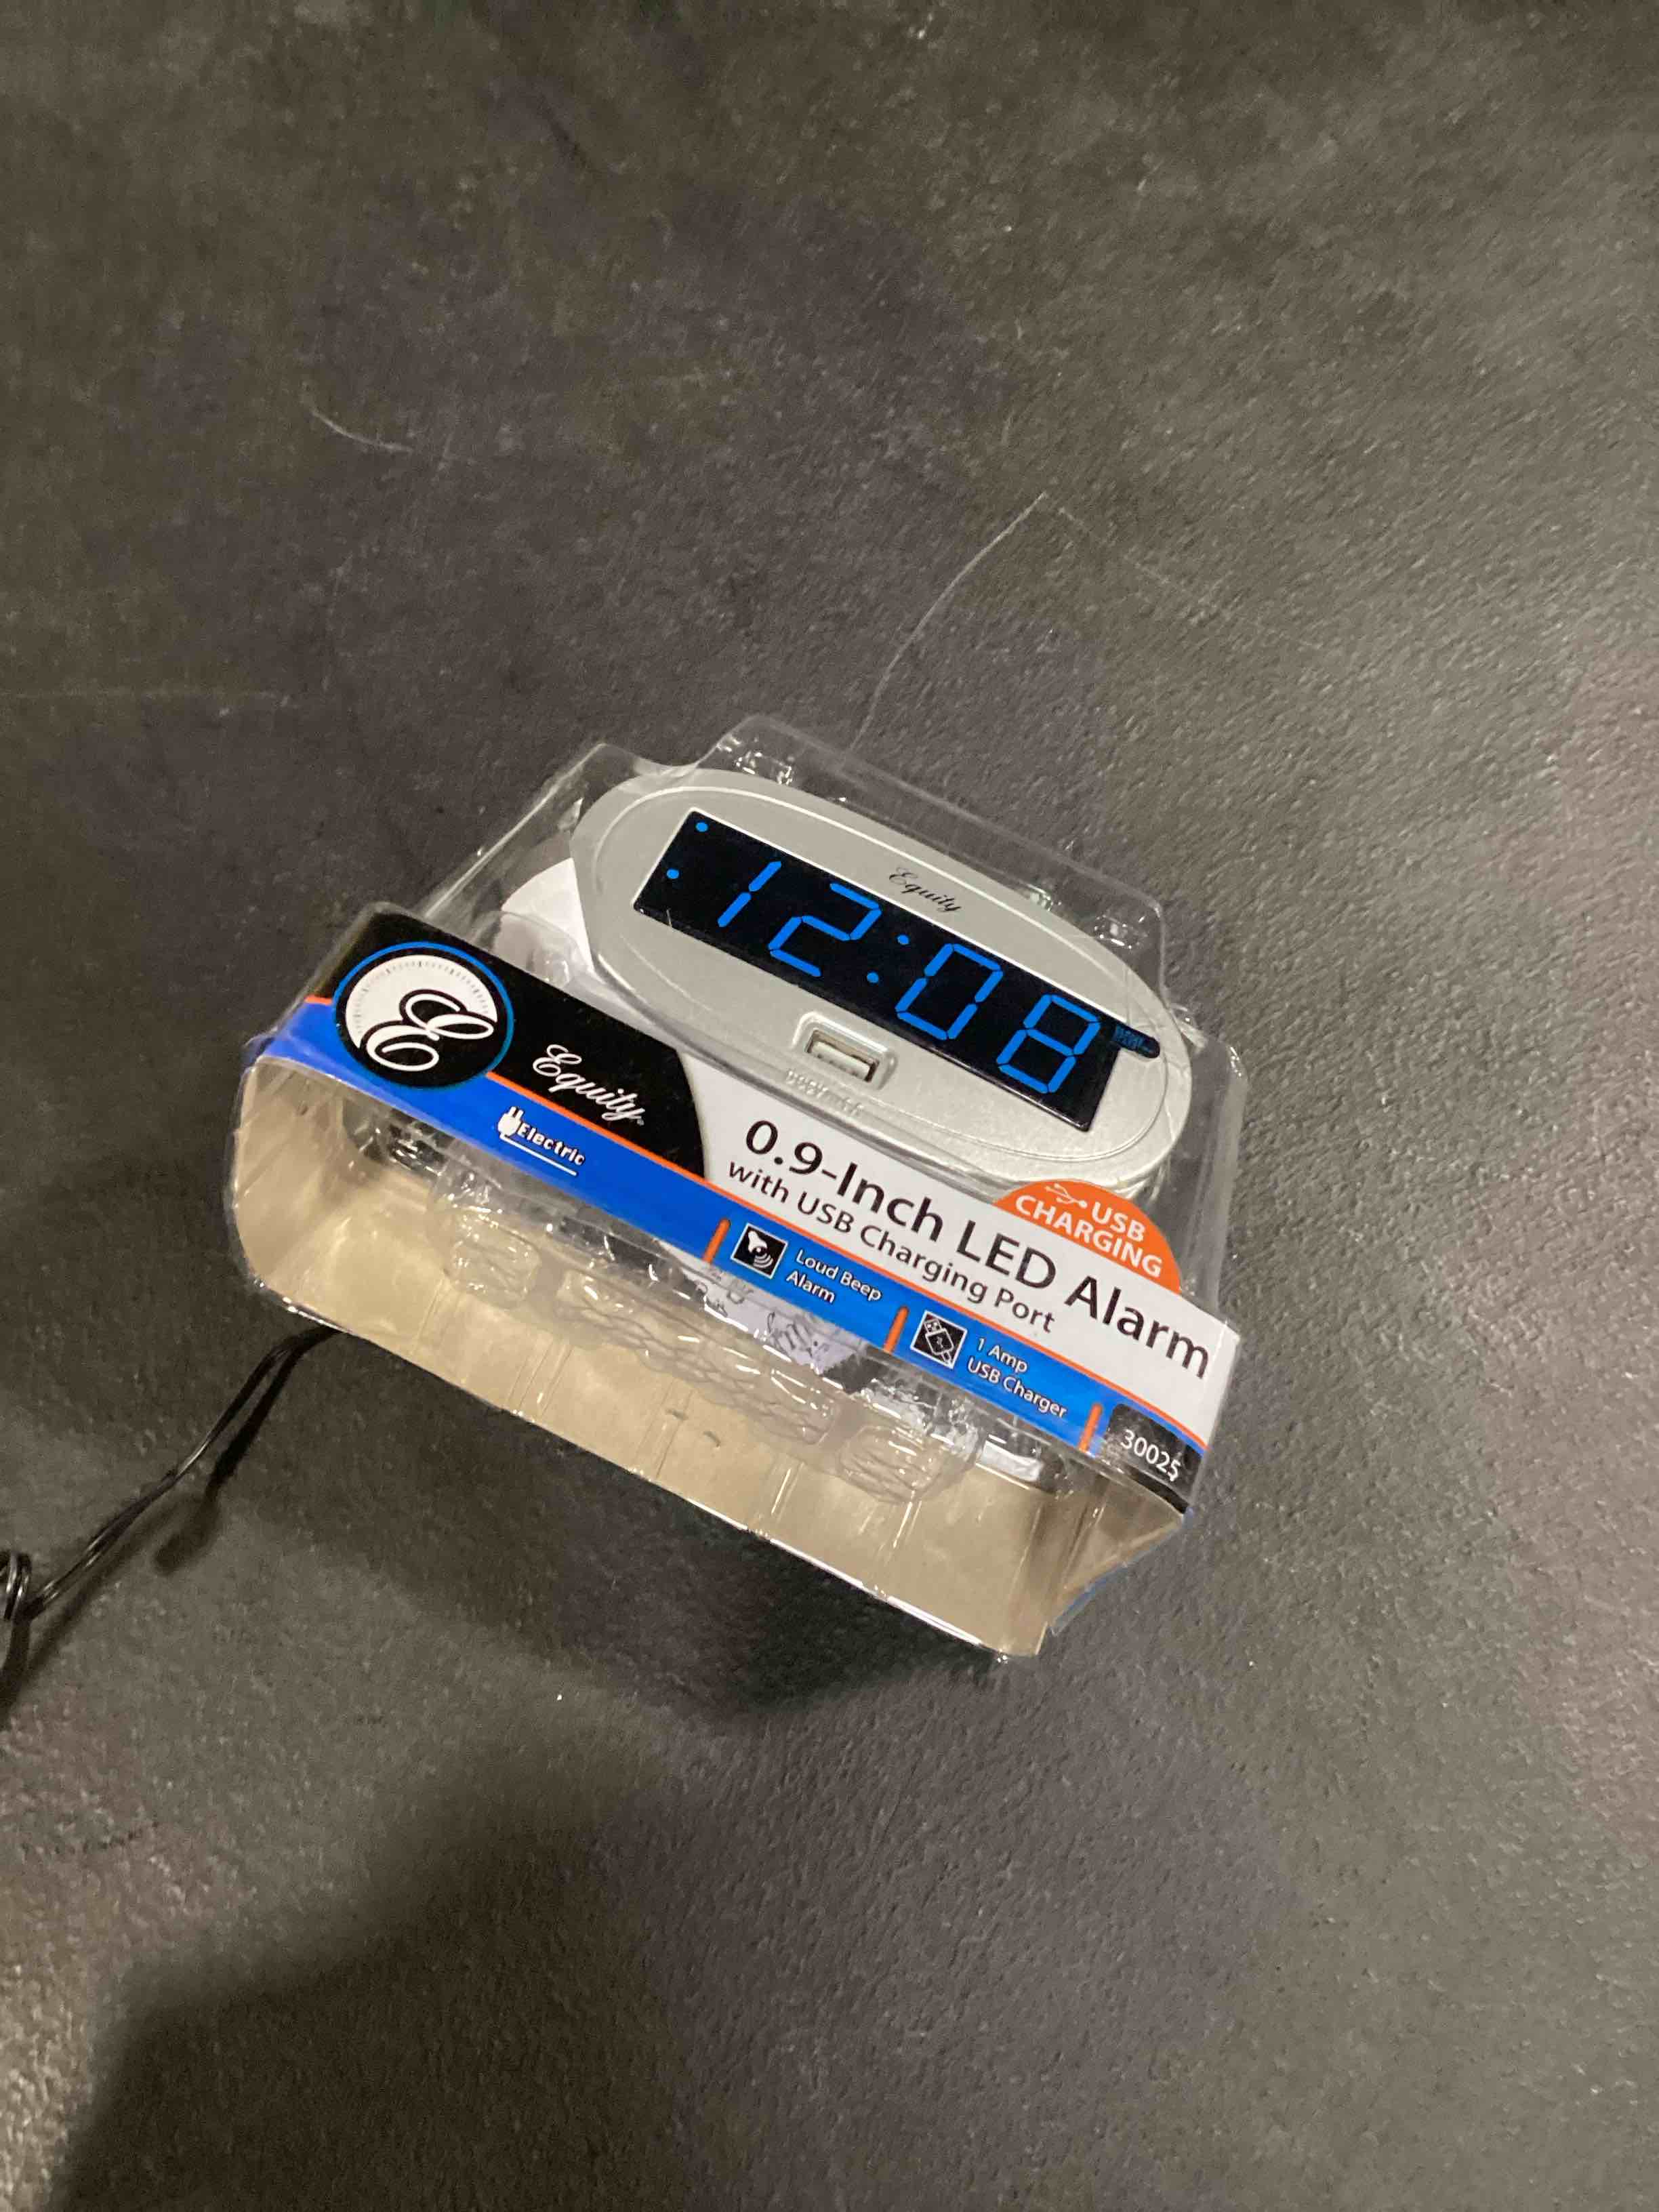 Equity
12:08
E
Equity
Electric
0.9-Inch LED Alarm
with USB Charging Port
USB
CHARGING
Loud Beep
Alarm
1 Amp
USB Charger
30025